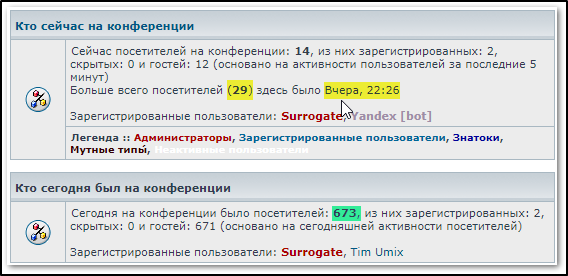 Кто сейчас на конференции
Сейчас посетителей на конференции: 14, из них зарегистрированных: 2,
скрытых: 0 и гостей: 12 (основано на активности пользователей за последние 5
минут)
Больше всего посетителей (29) здесь было Вчера, 22:26
Зарегистрированные пользователи: Surrogate, Yandex [bot]
Легенда :: Администраторы, Зарегистрированные пользователи, Знатоки,
Мутные типы, Неактивные пользователи
Кто сегодня был на конференции
Сегодня на конференции было посетителей: 673, из них зарегистрированных: 2,
скрытых: 0 и гостей: 671 (основано на сегодняшней активности посетителей)
Зарегистрированные пользователи: Surrogate, Tim Umix